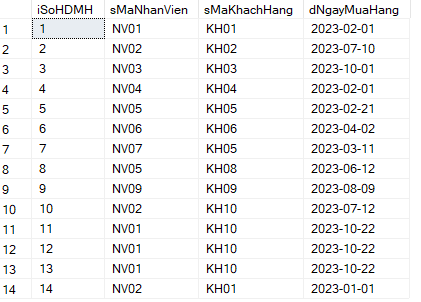 iSoHDMH sMaNhanVien sMaKhachHang dNgayMuaHang
1 1 NV01 KH01 2023-02-01
2 2 NV02 KH02 2023-07-10
3 3 NV03 KH03 2023-10-01
4 4 NV04 KH04 2023-02-01
5 5 NV05 KH05 2023-02-21
6 6 NV06 KH06 2023-04-02
7 7 NV07 KH05 2023-03-11
8 8 NV05 KH08 2023-06-12
9 9 NV09 KH09 2023-08-09
10 10 NV02 KH10 2023-07-12
11 11 NV01 KH10 2023-10-22
12 12 NV01 KH10 2023-10-22
13 13 NV01 KH10 2023-10-22
14 14 NV02 KH01 2023-01-01